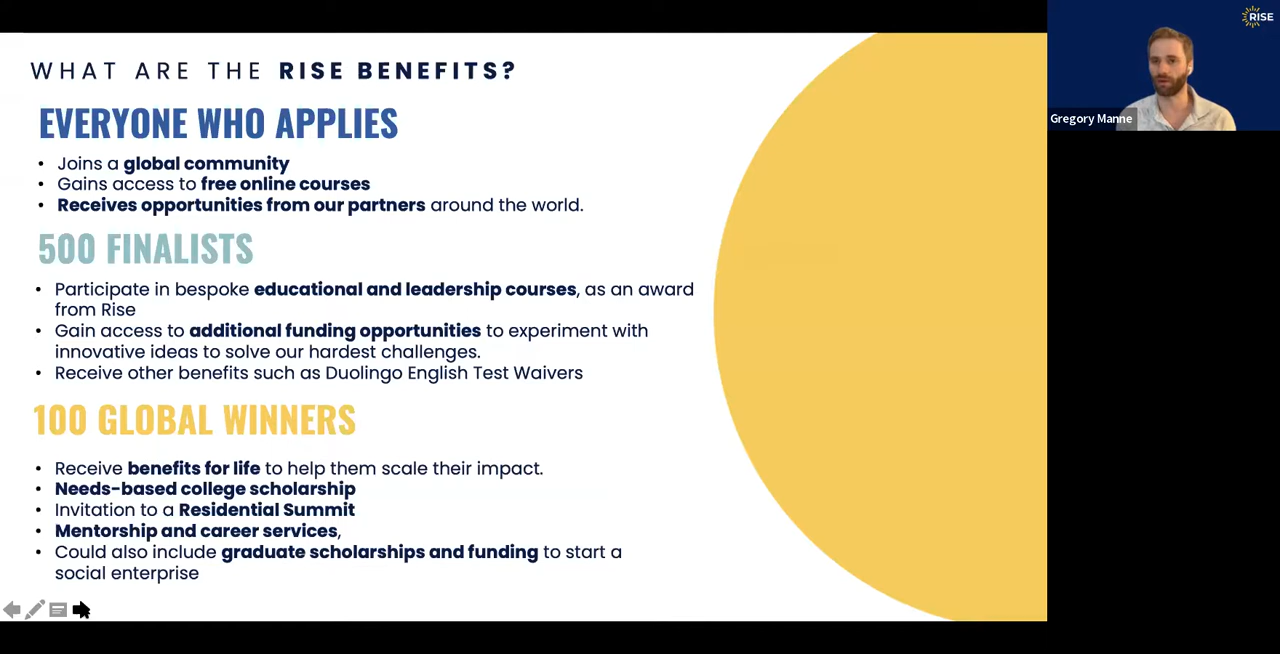 WHAT ARE THE RISE BENEFITS?
EVERYONE WHO APPLIES
• Joins a global community
• Gains access to free online courses
• Receives opportunities from our partners around the world.
500 FINALISTS
• Participate in bespoke educational and leadership courses, as an award
from Rise
• Gain access to additional funding opportunities to experiment with
innovative ideas to solve our hardest challenges.
• Receive other benefits such as Duolingo English Test Waivers
100 GLOBAL WINNERS
• Receive benefits for life to help them scale their impact.
• Needs-based college scholarship
• Invitation to a Residential Summit
• Mentorship and career services,
• Could also include graduate scholarships and funding to start a
social enterprise
RISE
Gregory Manne